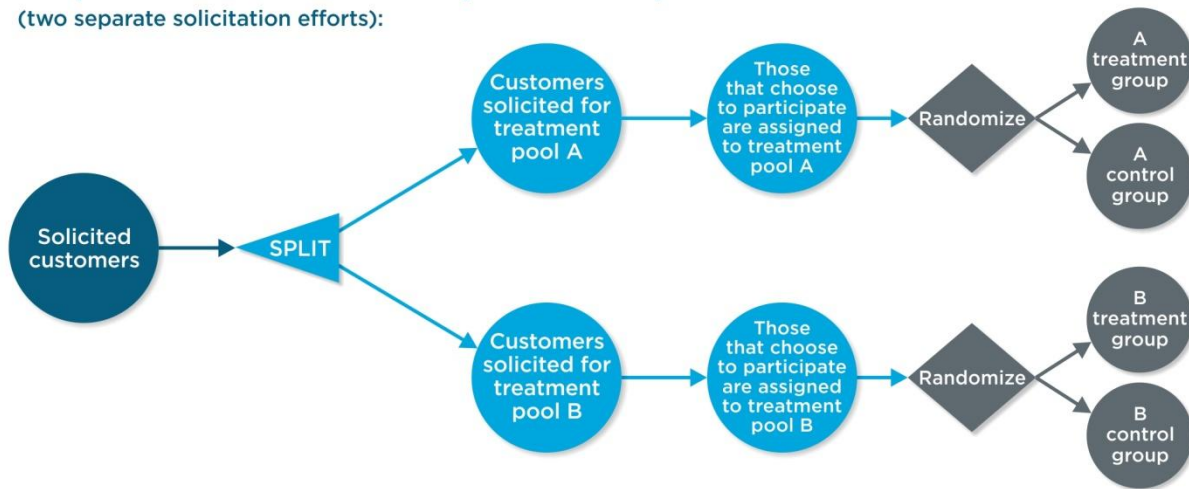 (two separate solicitation efforts):
Solicited
customers
SPLIT
Customers
solicited for
treatment
pool A
Those
that choose
to participate
are assigned
to treatment
pool A
Randomize
A
treatment
group
A
control
group
Customers
solicited for
treatment
pool B
Those
that choose
to participate
are assigned
to treatment
pool B
Randomize
B
treatment
group
B
control
group